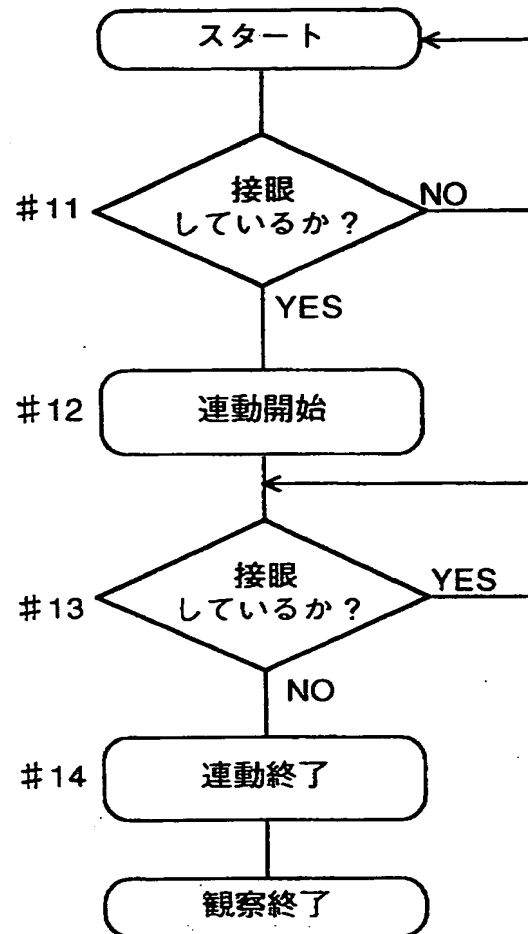 スタート
接眼
しているか？
NO
#11
YES
#12
連動開始
接眼
しているか？
YES
#13
NO
#14
連動終了
観察終了